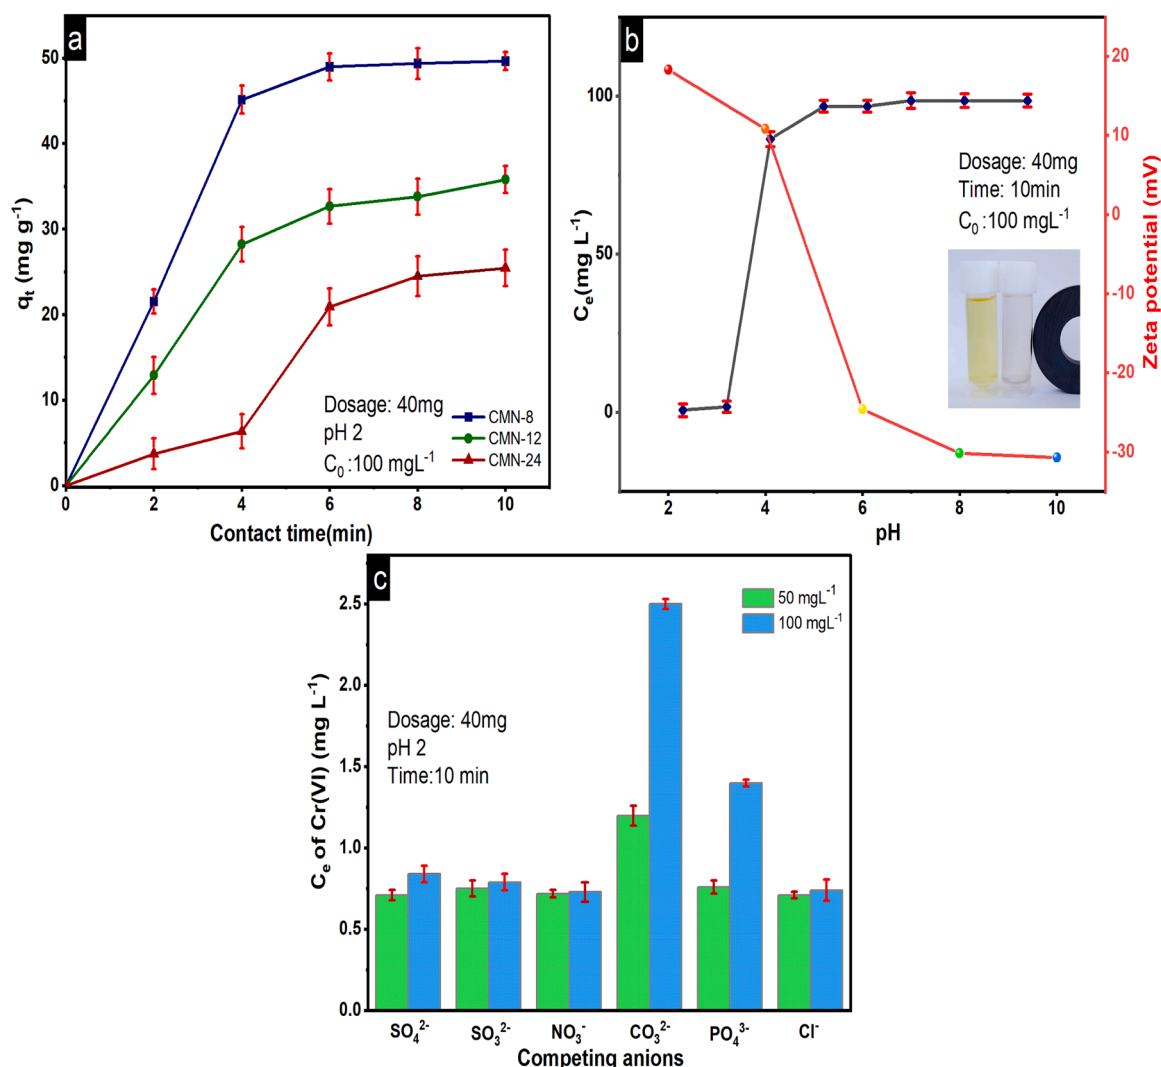 a
50
40
30
20
10
0
q_t (mg g⁻¹)
0 2 4 6 8 10
Contact time(min)
Dosage: 40mg
pH 2
C₀ :100 mgL⁻¹
CMN-8
CMN-12
CMN-24
b
100
50
0
Cₑ(mg L⁻¹)
2 4 6 8 10
pH
20
10
0
-10
-20
-30
Zeta potential (mV)
Dosage: 40mg
Time: 10min
C₀ :100 mgL⁻¹
c
2.5
2.0
1.5
1.0
0.5
0.0
Cₑ of Cr(VI) (mg L⁻¹)
Dosage: 40mg
pH 2
Time:10 min
50 mgL⁻¹
100 mgL⁻¹
SO₄²⁻ SO₃²⁻ NO₃⁻ CO₃²⁻ PO₄³⁻ Cl⁻
Competing anions